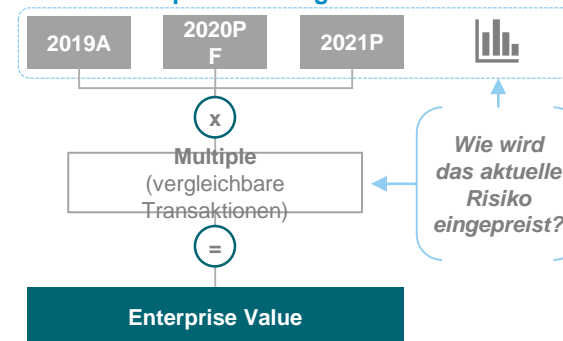 2019A
2020P
F
2021P
x
Multiple
(vergleichbare
Transaktionen)
=
Enterprise Value
Wie wird
das aktuelle
Risiko
eingepreist?